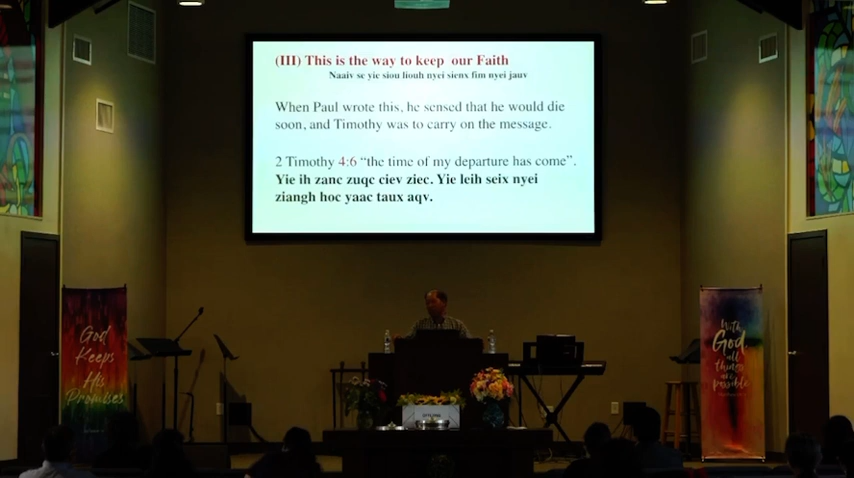 (III) This is the way to keep our Faith
Naaiv se yie siou liouh nyei sienx fim nyei jauv
When Paul wrote this, he sensed that he would die
soon, and Timothy was to carry on the message.
2 Timothy 4:6 “the time of my departure has come”.
Yie ih zanc zuqc ciev ziec. Yie leih seix nyei
ziangh hoc yaac taux aqv.
God
Keeps
His
Promises
With
God
all
things
are
possible